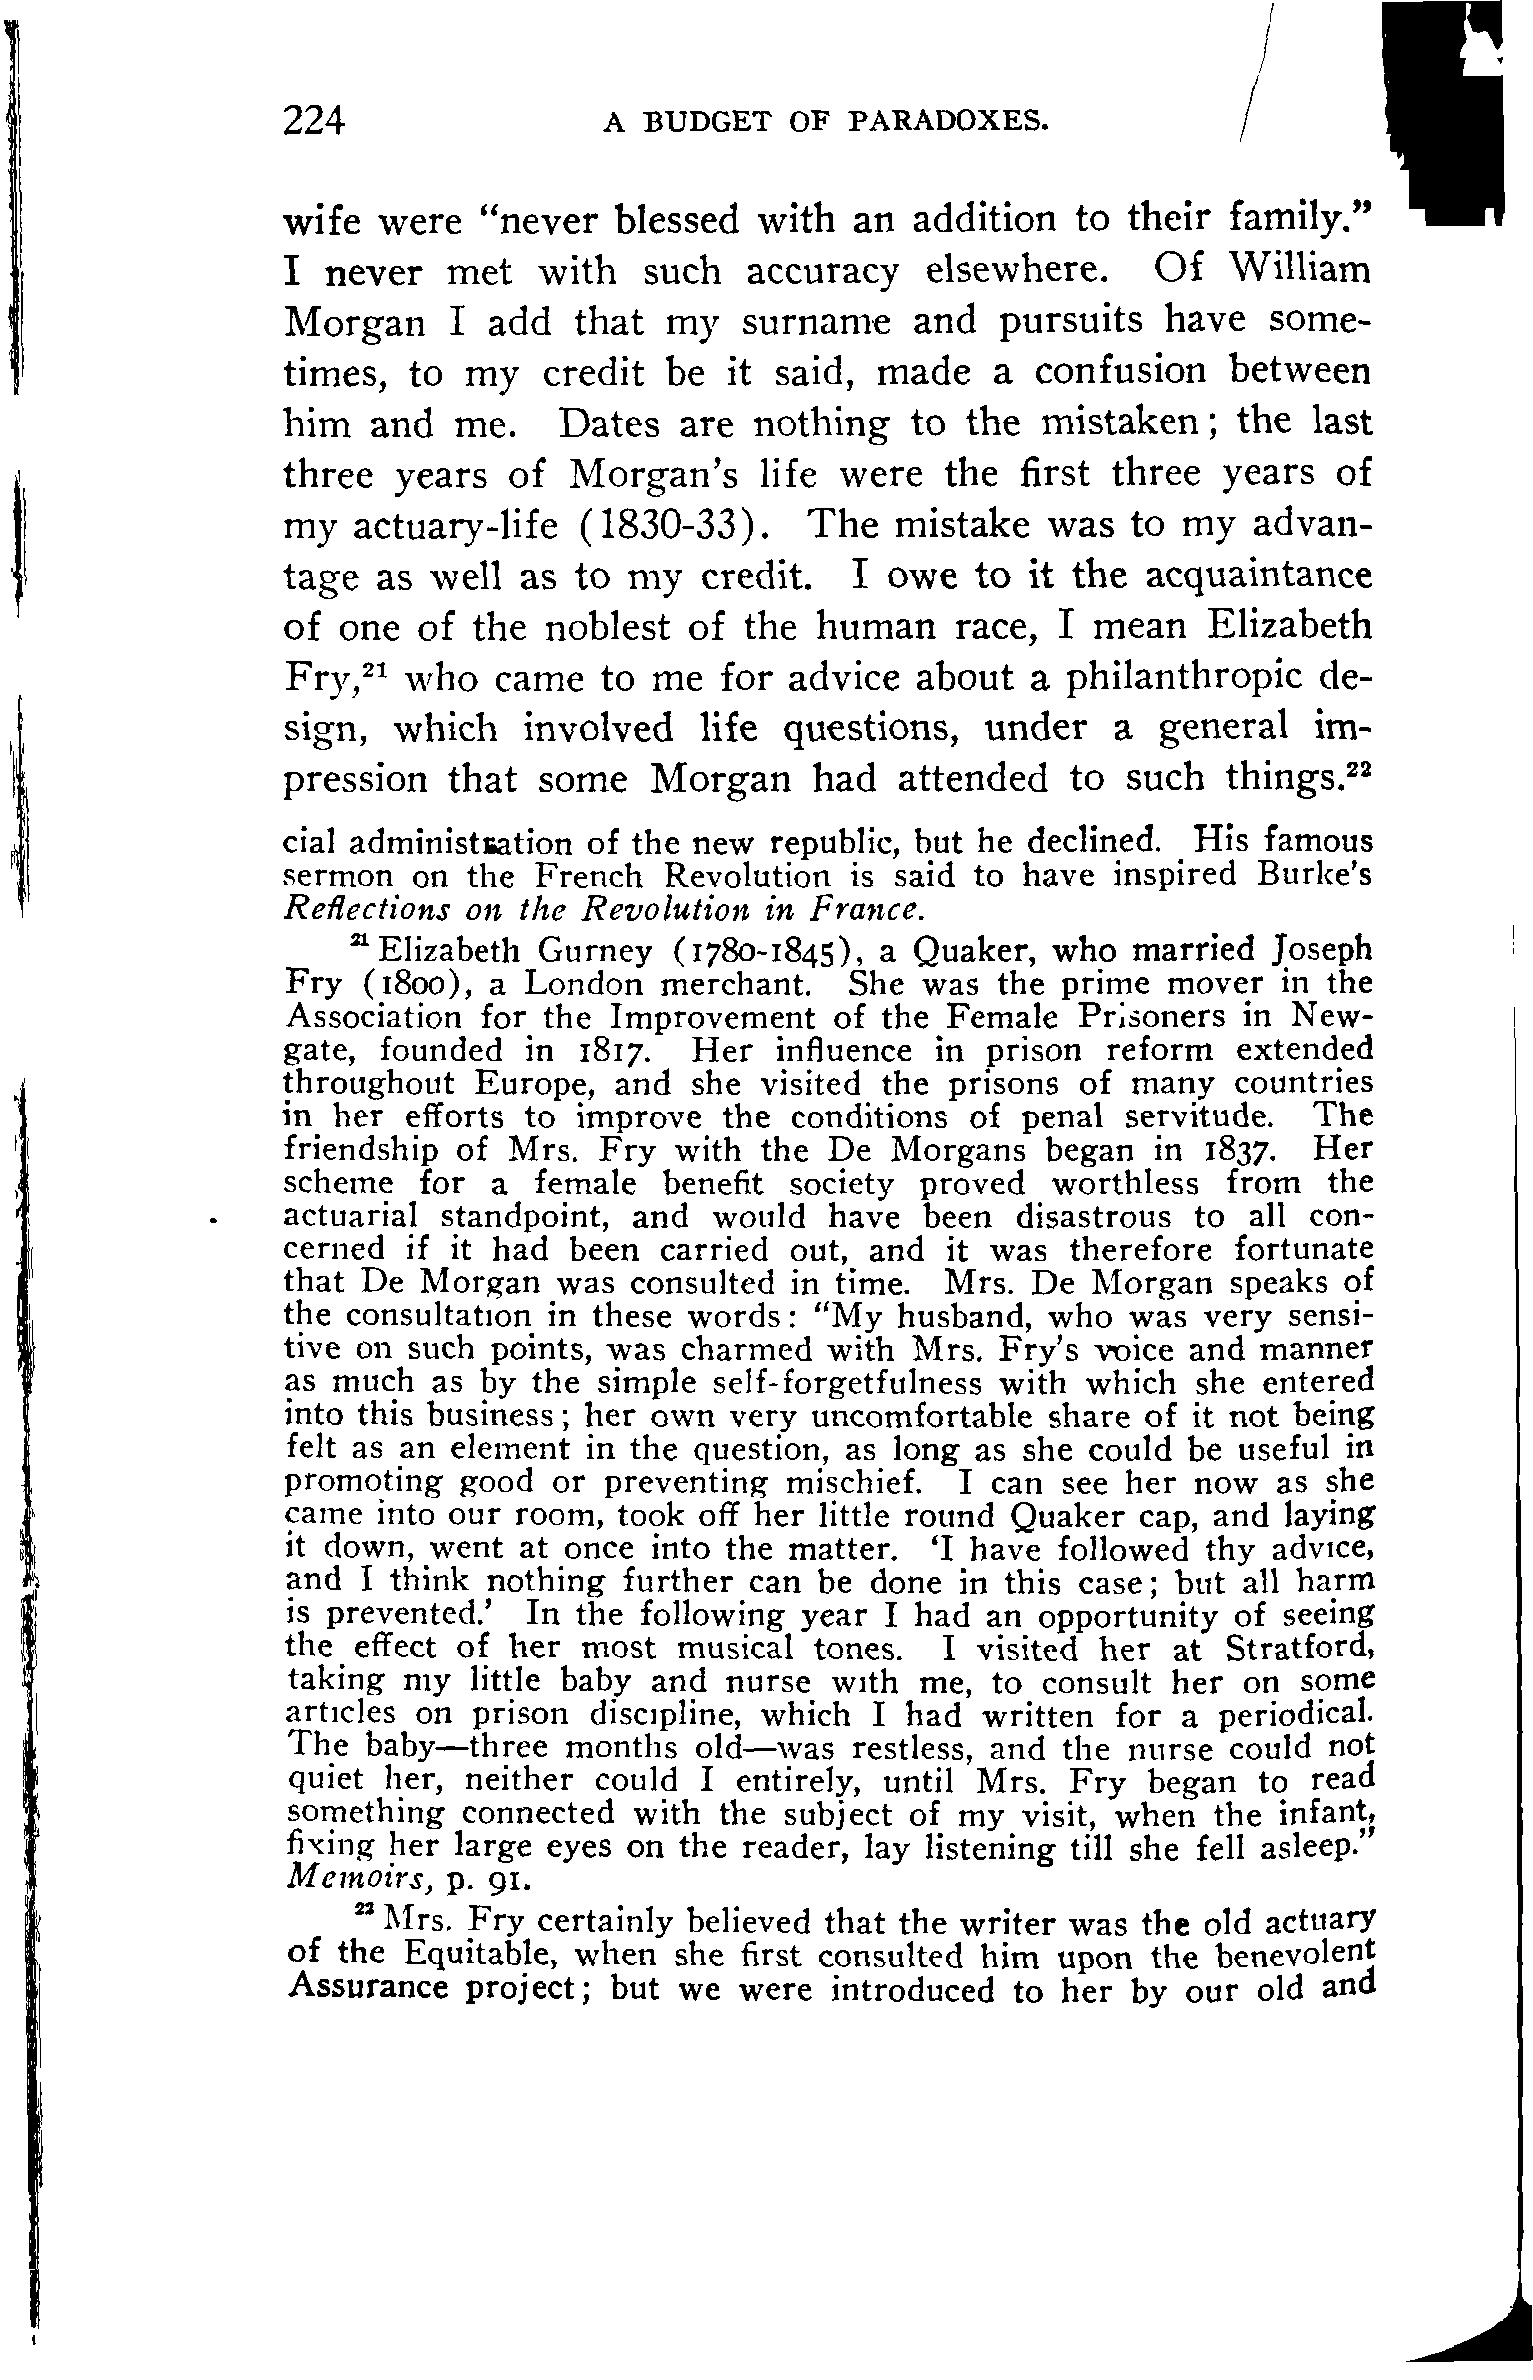 224 A BUDGET OF PARADOXES.
wife were "never blessed with an addition to their family."
I never met with such accuracy elsewhere. Of William
Morgan I add that my surname and pursuits have some-
times, to my credit be it said, made a confusion between
him and me. Dates are nothing to the mistaken; the last
three years of Morgan's life were the first three years of
my actuary-life (1830-33). The mistake was to my advan-
tage as well as to my credit. I owe to it the acquaintance
of one of the noblest of the human race, I mean Elizabeth
Fry,²¹ who came to me for advice about a philanthropic de-
sign, which involved life questions, under a general im-
pression that some Morgan had attended to such things.²²
cial administration of the new republic, but he declined. His famous
sermon on the French Revolution is said to have inspired Burke's
Reflections on the Revolution in France.
²¹ Elizabeth Gurney (1780-1845), a Quaker, who married Joseph
Fry (1800), a London merchant. She was the prime mover in the
Association for the Improvement of the Female Prisoners in New-
gate, founded in 1817. Her influence in prison reform extended
throughout Europe, and she visited the prisons of many countries
in her efforts to improve the conditions of penal servitude. The
friendship of Mrs. Fry with the De Morgans began in 1837. Her
scheme for a female benefit society proved worthless from the
actuarial standpoint, and would have been disastrous to all con-
cerned if it had been carried out, and it was therefore fortunate
that De Morgan was consulted in time. Mrs. De Morgan speaks of
the consultation in these words: "My husband, who was very sensi-
tive on such points, was charmed with Mrs. Fry's voice and manner
as much as by the simple self-forgetfulness with which she entered
into this business; her own very uncomfortable share of it not being
felt as an element in the question, as long as she could be useful in
promoting good or preventing mischief. I can see her now as she
came into our room, took off her little round Quaker cap, and laying
it down, went at once into the matter. 'I have followed thy advice,
and I think nothing further can be done in this case; but all harm
is prevented.' In the following year I had an opportunity of seeing
the effect of her most musical tones. I visited her at Stratford,
taking my little baby and nurse with me, to consult her on some
articles on prison discipline, which I had written for a periodical.
The baby—three months old—was restless, and the nurse could not
quiet her, neither could I entirely, until Mrs. Fry began to read
something connected with the subject of my visit, when the infant,
fixing her large eyes on the reader, lay listening till she fell asleep."
Memoirs, p. 91.
²² Mrs. Fry certainly believed that the writer was the old actuary
of the Equitable, when she first consulted him upon the benevolent
Assurance project; but we were introduced to her by our old and